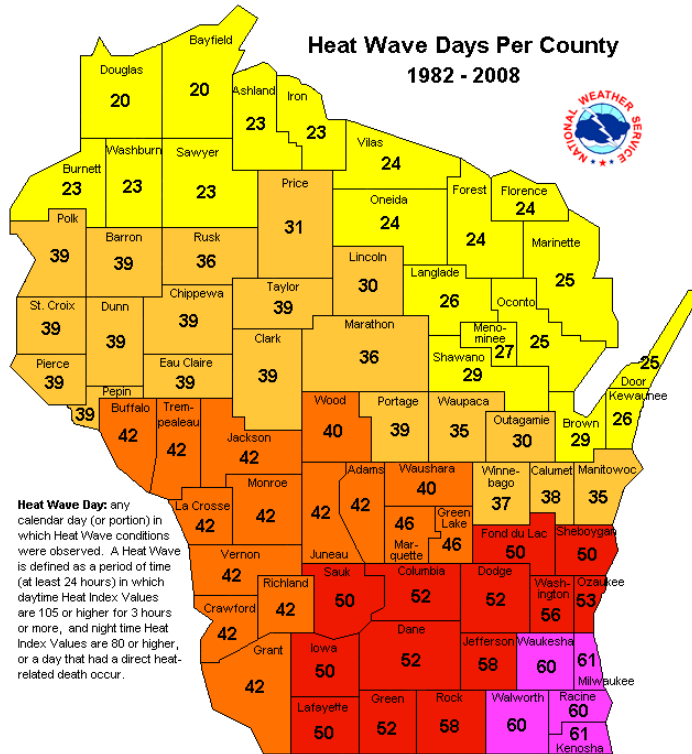 Heat Wave Days Per County
1982 - 2008
NATIONAL WEATHER SERVICE
Bayfield
20
Douglas
20
Ashland
23
Iron
23
Vilas
24
Burnett
23
Washburn
23
Sawyer
23
Price
31
Oneida
24
Forest
24
Florence
24
Marinette
25
Polk
39
Barron
39
Rusk
36
Lincoln
30
Langlade
26
Oconto
25
Taylor
39
Chippewa
39
St. Croix
39
Dunn
39
Clark
39
Marathon
36
Meno-
minee
27
Shawano
29
Pierce
39
Eau Claire
39
Pepin
39
25
Door
Kewaunee
26
Brown
29
Buffalo
42
Trem-
pealeau
42
Jackson
42
Wood
40
Portage
39
Waupaca
35
Outagamie
30
Winne-
bago
37
Calumet
38
Manitowoc
35
Adams
42
Waushara
40
Monroe
42
La Crosse
42
42
Juneau
46
Mar-
quette
Green
Lake
46
Fond du Lac
50
Sheboygan
50
Vernon
42
Richland
42
Crawford
42
Sauk
50
Columbia
52
Dodge
52
Wash-
ington
56
Ozaukee
53
Grant
42
Iowa
50
Dane
52
Jefferson
58
Waukesha
60
61
Milwaukee
Lafayette
50
Green
52
Rock
58
Walworth
60
Racine
60
61
Kenosha
Heat Wave Day: any
calendar day (or portion) in
which Heat Wave conditions
were observed. A Heat Wave
is defined as a period of time
(at least 24 hours) in which
daytime Heat Index Values
are 105 or higher for 3 hours
or more, and night time Heat
Index Values are 80 or higher,
or a day that had a direct heat-
related death occur.